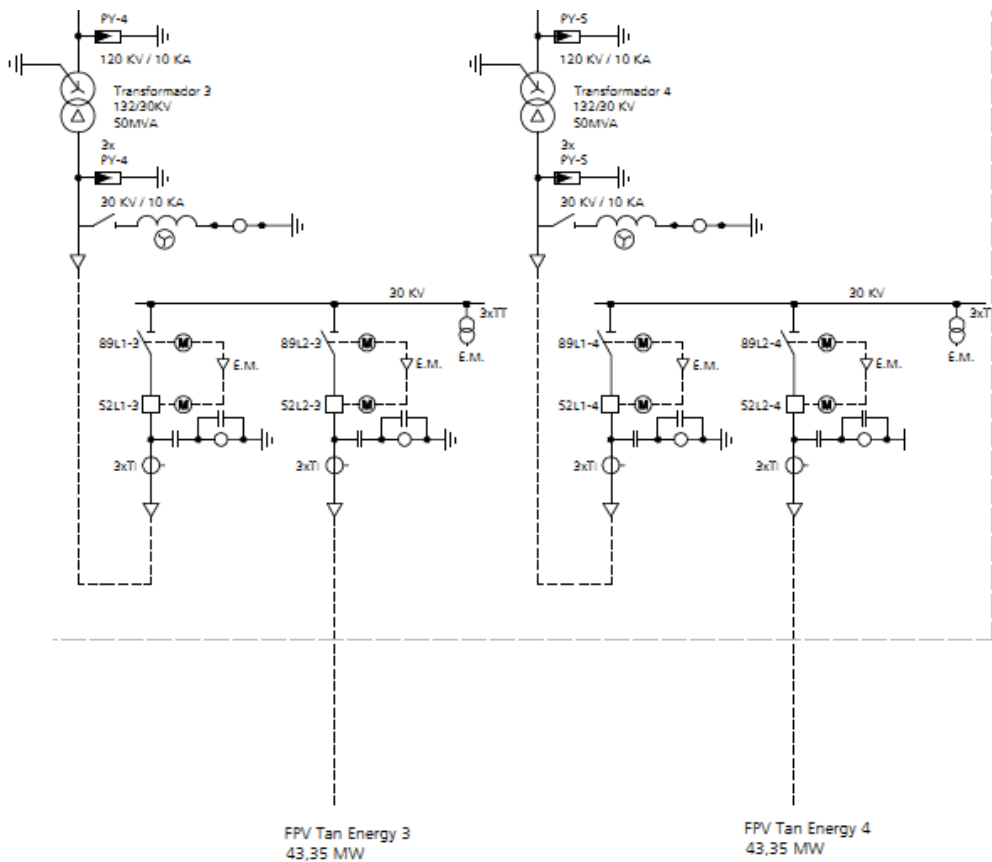 PY-4
120 KV / 10 KA
Transformador 3
132/30KV
50MVA
3x
PY-4
30 KV / 10 KA
PY-5
120 KV / 10 KA
Transformador 4
132/30 KV
50MVA
3x
PY-5
30 KV / 10 KA
30 KV
3xTT
E.M.
89L1-3
M
E.M.
89L2-3
M
E.M.
52L1-3
M
52L2-3
M
3xTI
3xTI
30 KV
3xT
E.M.
89L1-4
M
E.M.
89L2-4
M
E.M.
52L1-4
M
52L2-4
M
3xTI
3xTI
FPV Tan Energy 3
43,35 MW
FPV Tan Energy 4
43,35 MW